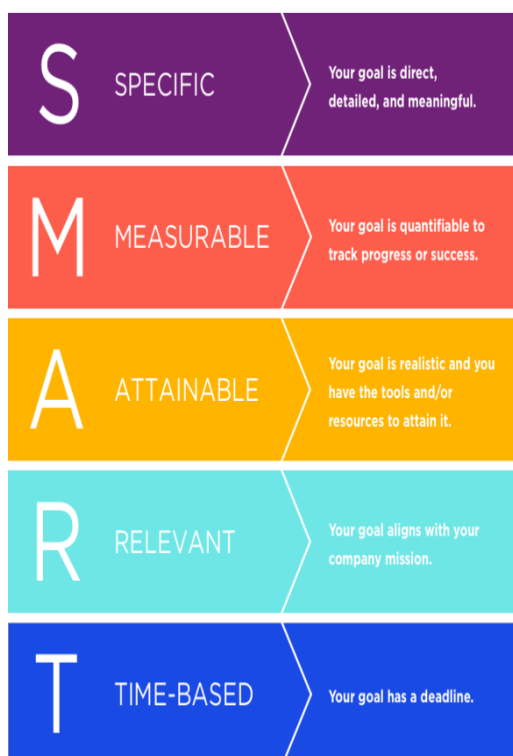 S
SPECIFIC
Your goal is direct,
detailed, and meaningful.
M
MEASURABLE
Your goal is quantifiable to
track progress or success.
A
ATTAINABLE
Your goal is realistic and you
have the tools and/or
resources to attain it.
R
RELEVANT
Your goal aligns with your
company mission.
T
TIME-BASED
Your goal has a deadline.